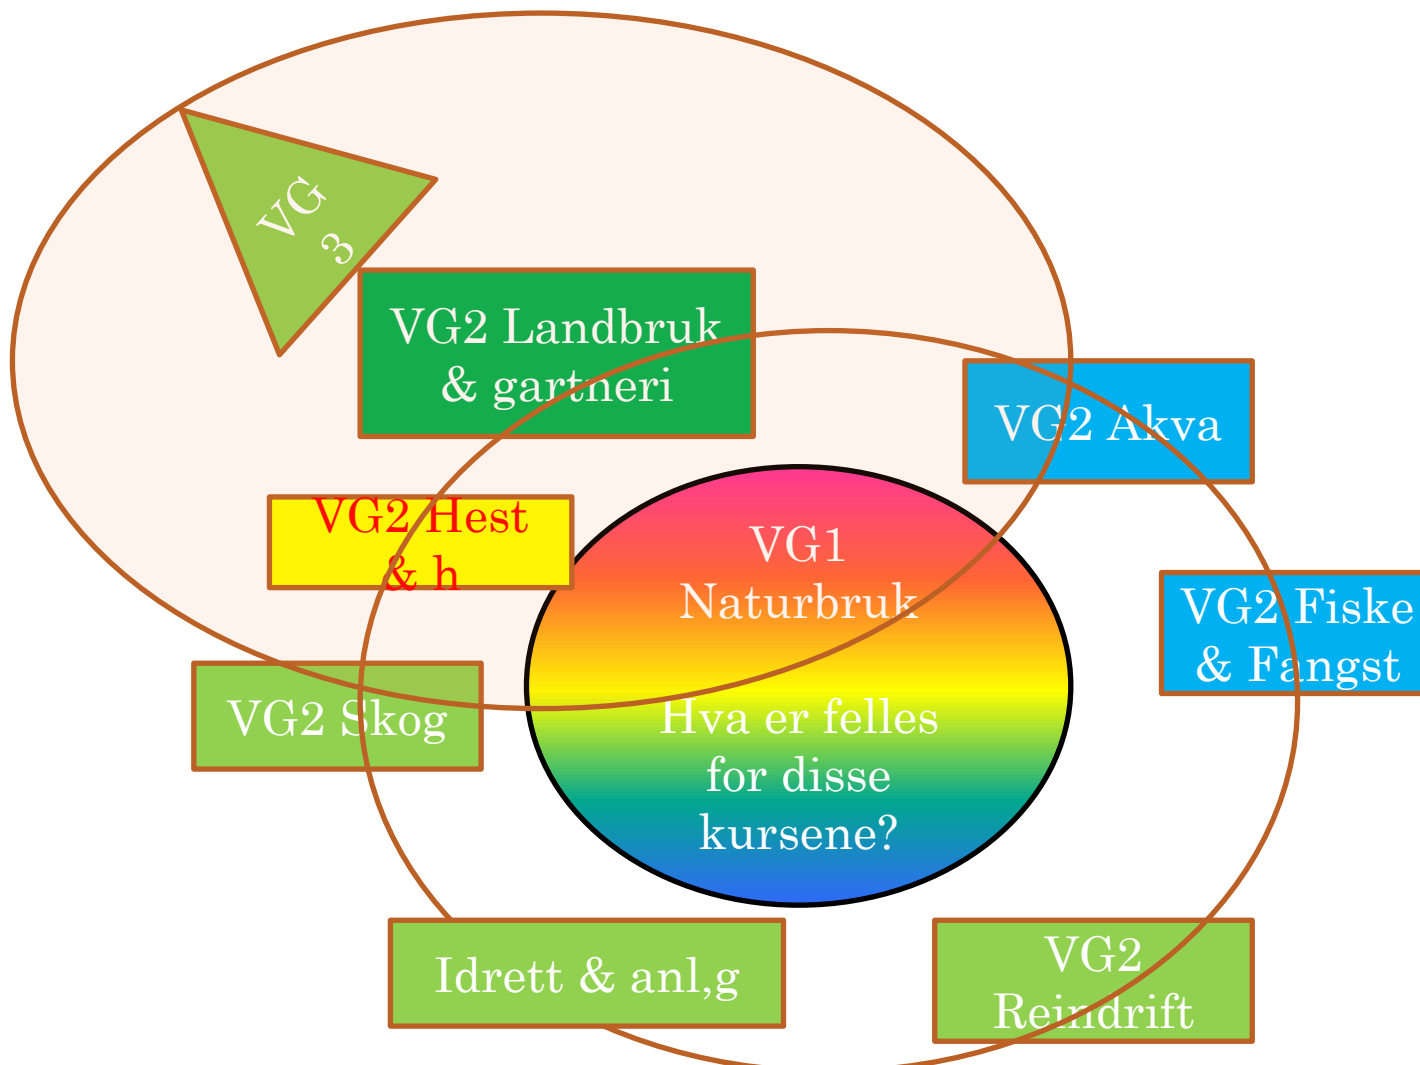 VG
3
VG2 Landbruk
& gartneri
VG2 Akva
VG2 Hest
& h
VG1
Naturbruk
Hva er felles
for disse
kursene?
VG2 Fiske
& Fangst
VG2 Skog
Idrett & anl,g
VG2
Reindrift